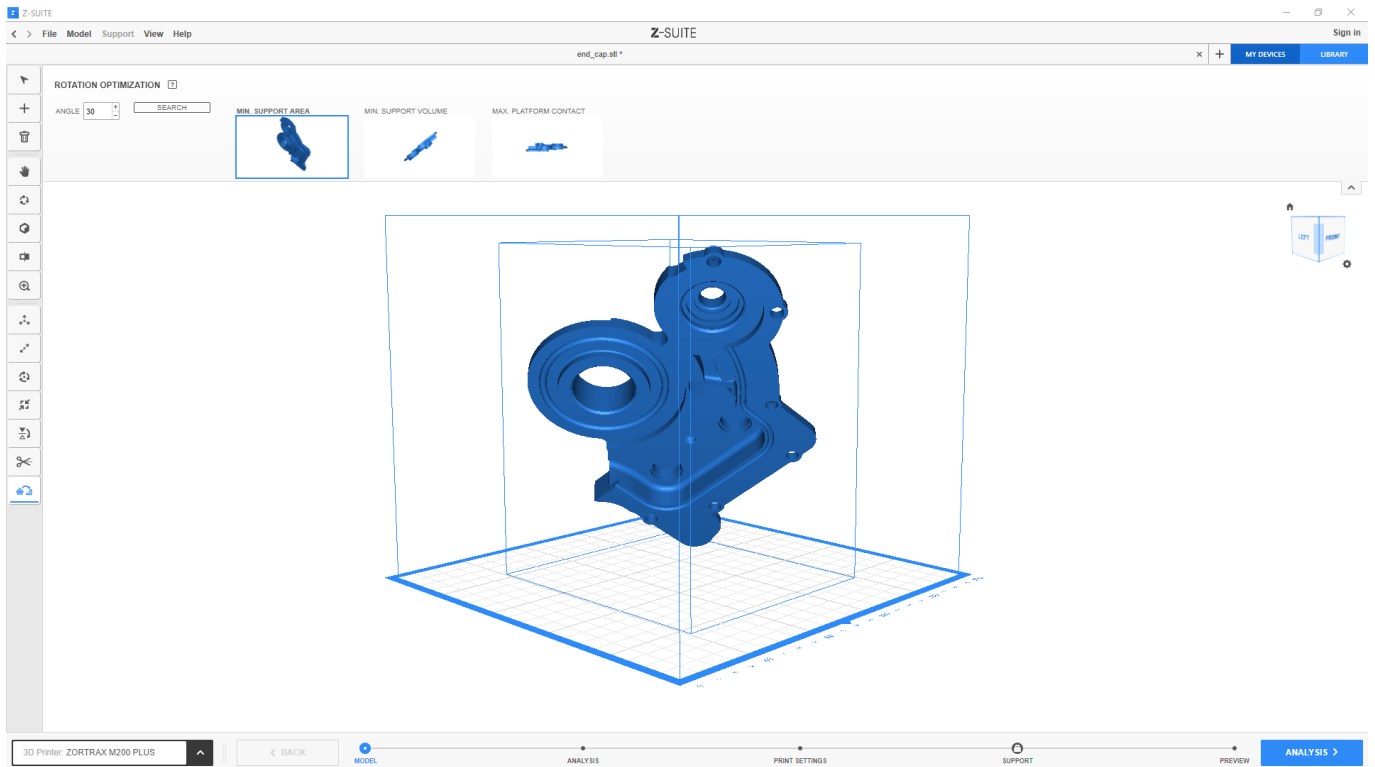 Z-SUITE
File Model Support View Help
Z-SUITE
Sign in
end_cap.stl *
MY DEVICES
LIBRARY
ROTATION OPTIMIZATION ?
ANGLE 30
SEARCH
MIN. SUPPORT AREA
MIN. SUPPORT VOLUME
MAX. PLATFORM CONTACT
LEFT
FRONT
3D Printer: ZORTRAX M200 PLUS
< BACK
MODEL
ANALYSIS
PRINT SETTINGS
SUPPORT
PREVIEW
ANALYSIS >